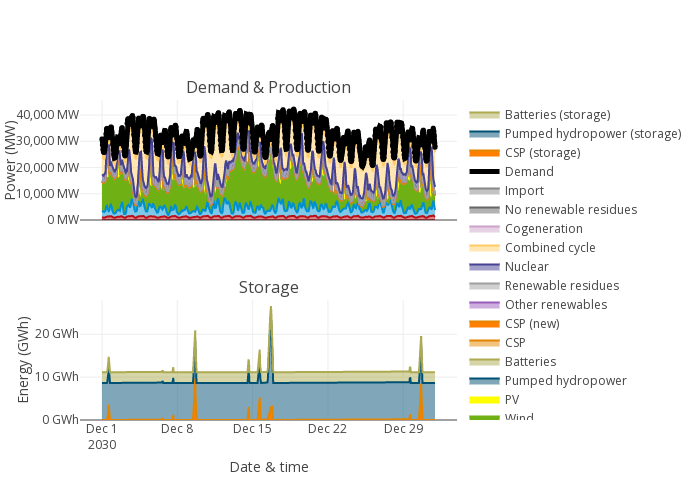 Demand & Production
Power (MW)
40,000 MW
30,000 MW
20,000 MW
10,000 MW
0 MW
Storage
Energy (GWh)
20 GWh
10 GWh
0 GWh
Dec 1
2030
Dec 8
Dec 15
Dec 22
Dec 29
Date & time
Batteries (storage)
Pumped hydropower (storage)
CSP (storage)
Demand
Import
No renewable residues
Cogeneration
Combined cycle
Nuclear
Renewable residues
Other renewables
CSP (new)
CSP
Batteries
Pumped hydropower
PV
Wind